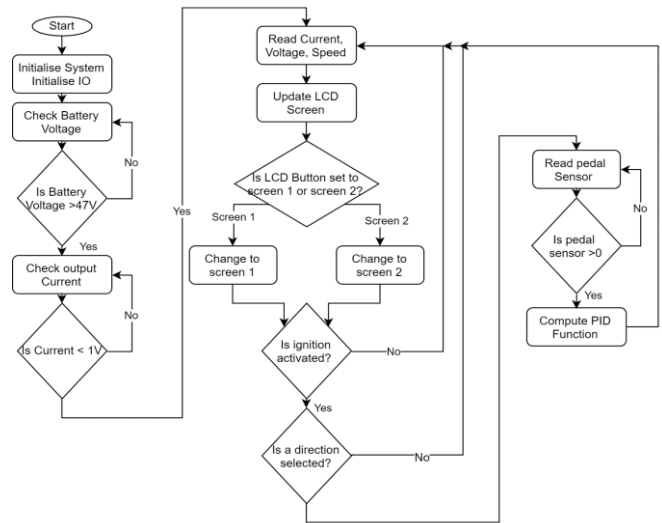 Start
Initialise System
Initialise IO
Check Battery
Voltage
No
Is Battery
Voltage >47V
Yes
Check output
Current
No
Is Current < 1V
Yes
Read Current,
Voltage, Speed
Update LCD
Screen
Is LCD Button set to
screen 1 or screen 2?
Screen 1
Screen 2
Change to
screen 1
Change to
screen 2
Is ignition
activated?
No
Yes
Is a direction
selected?
No
Read pedal
Sensor
No
Is pedal
sensor >0
Yes
Compute PID
Function